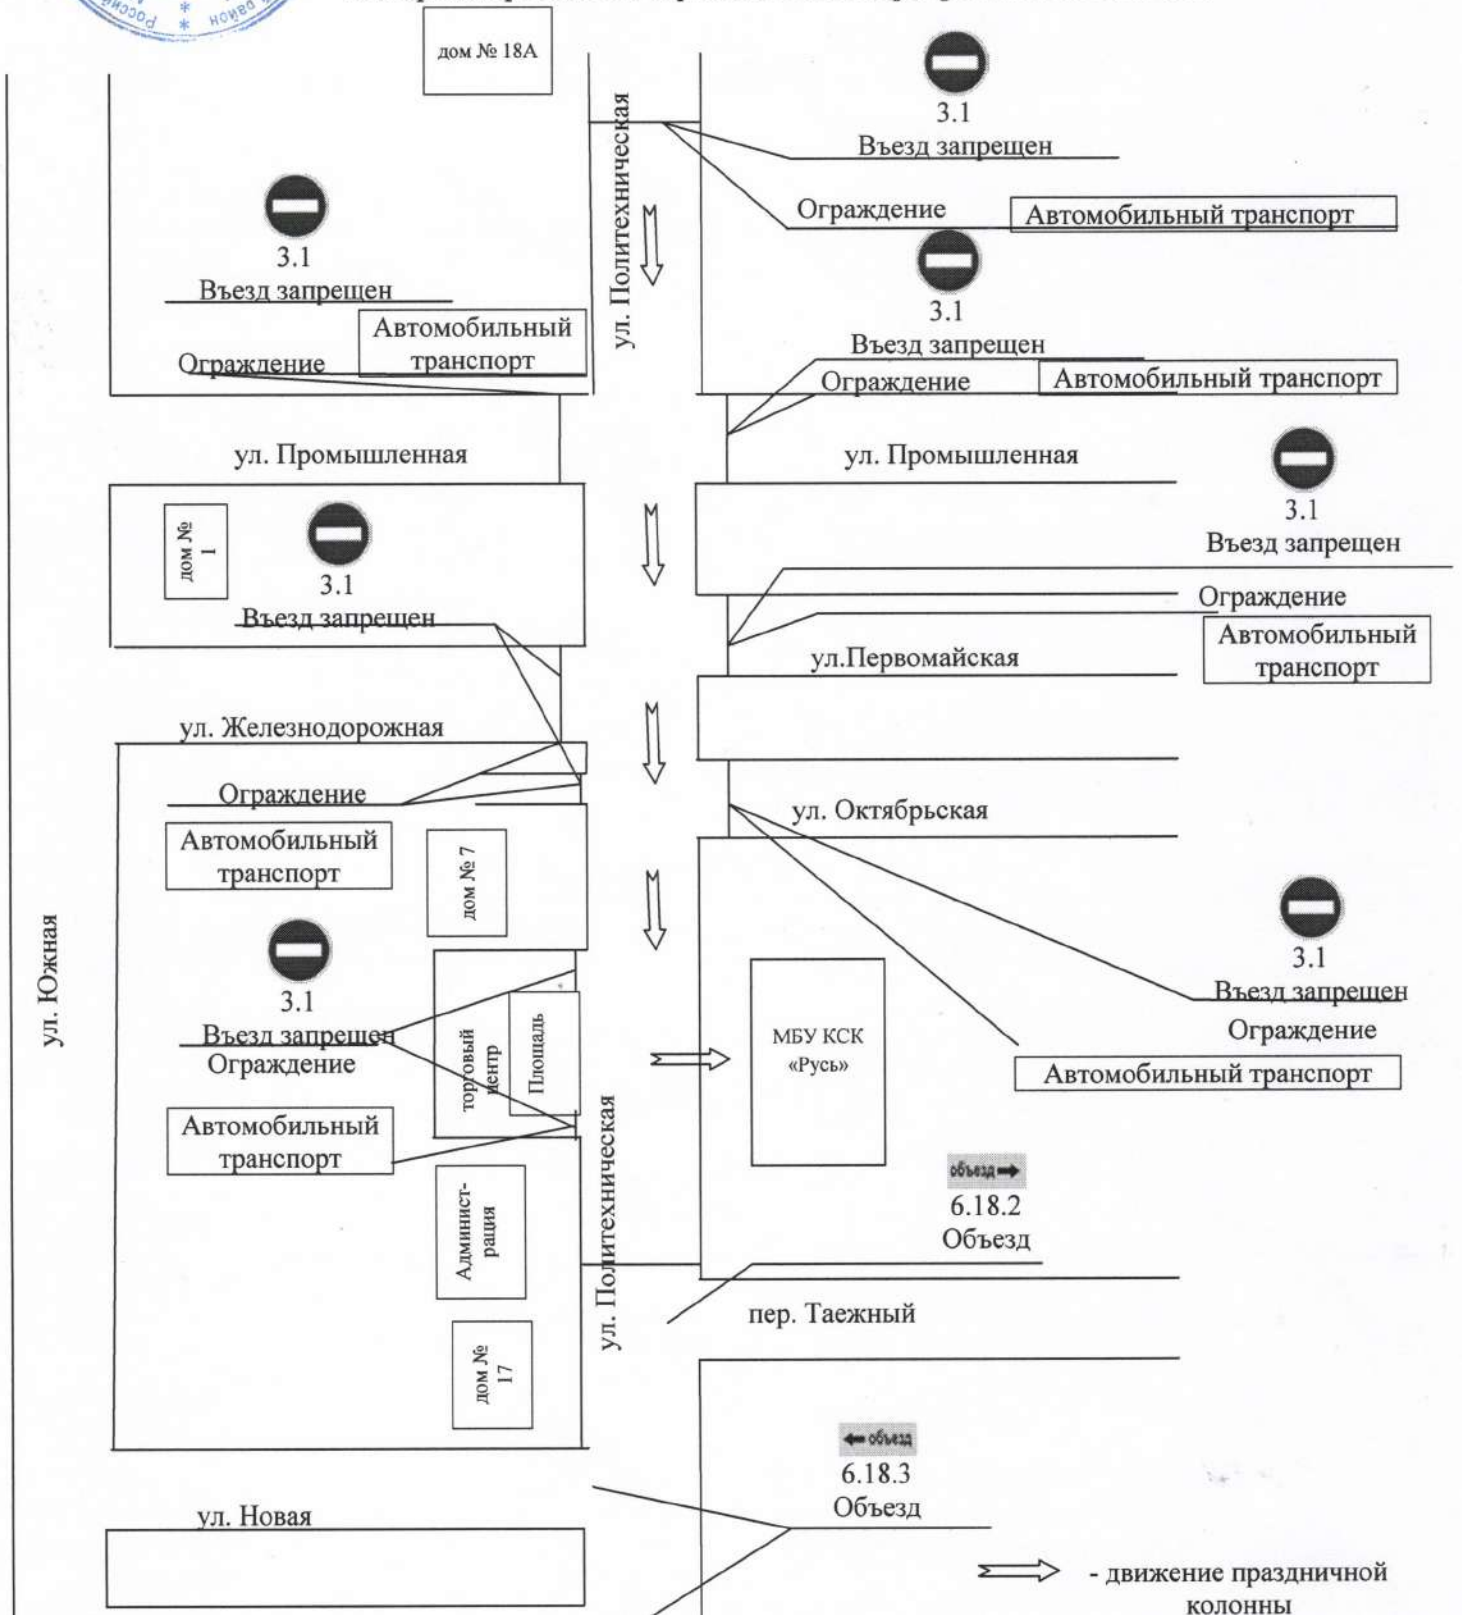 Россий
район
дом № 18А
3.1
Въезд запрещен
Ограждение
Автомобильный транспорт
ул. Политехническая
3.1
Въезд запрещен
Автомобильный
транспорт
Ограждение
3.1
Въезд запрещен
Ограждение
Автомобильный транспорт
ул. Промышленная
ул. Промышленная
3.1
Въезд запрещен
Ограждение
Автомобильный
транспорт
дом №
1
3.1
Въезд запрещен
ул.Первомайская
ул. Железнодорожная
Ограждение
Автомобильный
транспорт
дом № 7
ул. Октябрьская
3.1
Въезд запрещен
Ограждение
Автомобильный транспорт
ул. Южная
3.1
Въезд запрещен
Ограждение
Автомобильный
транспорт
торговый
центр
Площадь
МБУ КСК
«Русь»
ул. Политехническая
Админист-
рация
объезд
6.18.2
Объезд
пер. Таежный
дом №
17
объезд
6.18.3
Объезд
ул. Новая
- движение праздничной
колонны